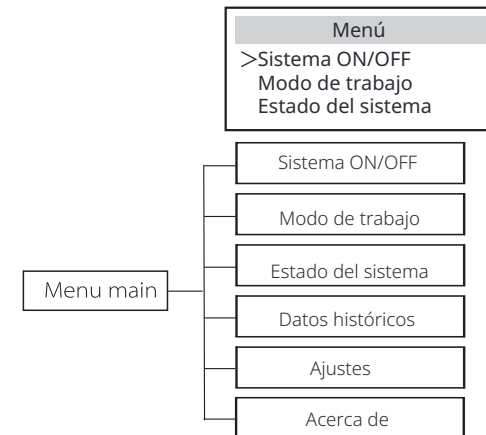 Menú
>Sistema ON/OFF
Modo de trabajo
Estado del sistema
Sistema ON/OFF
Modo de trabajo
Estado del sistema
Menu main
Datos históricos
Ajustes
Acerca de